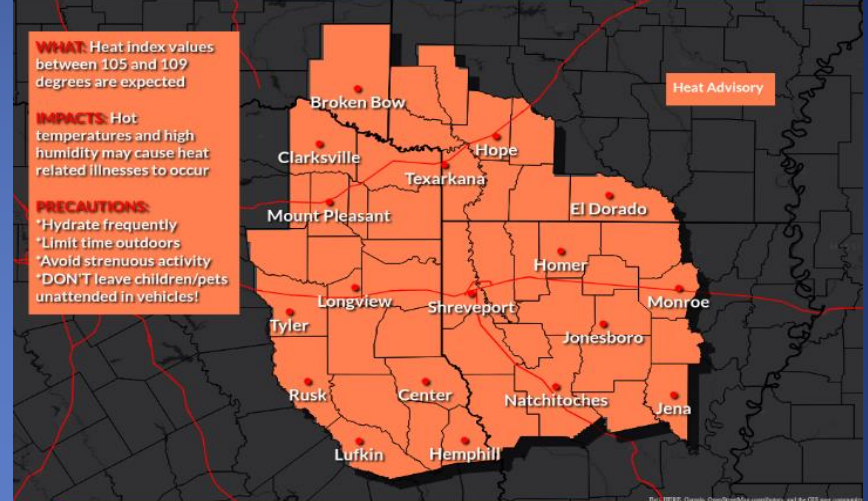 WHAT: Heat index values
between 105 and 109
degrees are expected
IMPACTS: Hot
temperatures and high
humidity may cause heat
related illnesses to occur
PRECAUTIONS:
*Hydrate frequently
*Limit time outdoors
*Avoid strenuous activity
*DON'T leave children/pets
unattended in vehicles!
Heat Advisory
Broken Bow
Hope
Clarksville
Texarkana
Mount Pleasant
El Dorado
Homer
Longview
Shreveport
Monroe
Tyler
Jonesboro
Rusk
Center
Natchitoches
Jena
Lufkin
Hemphill